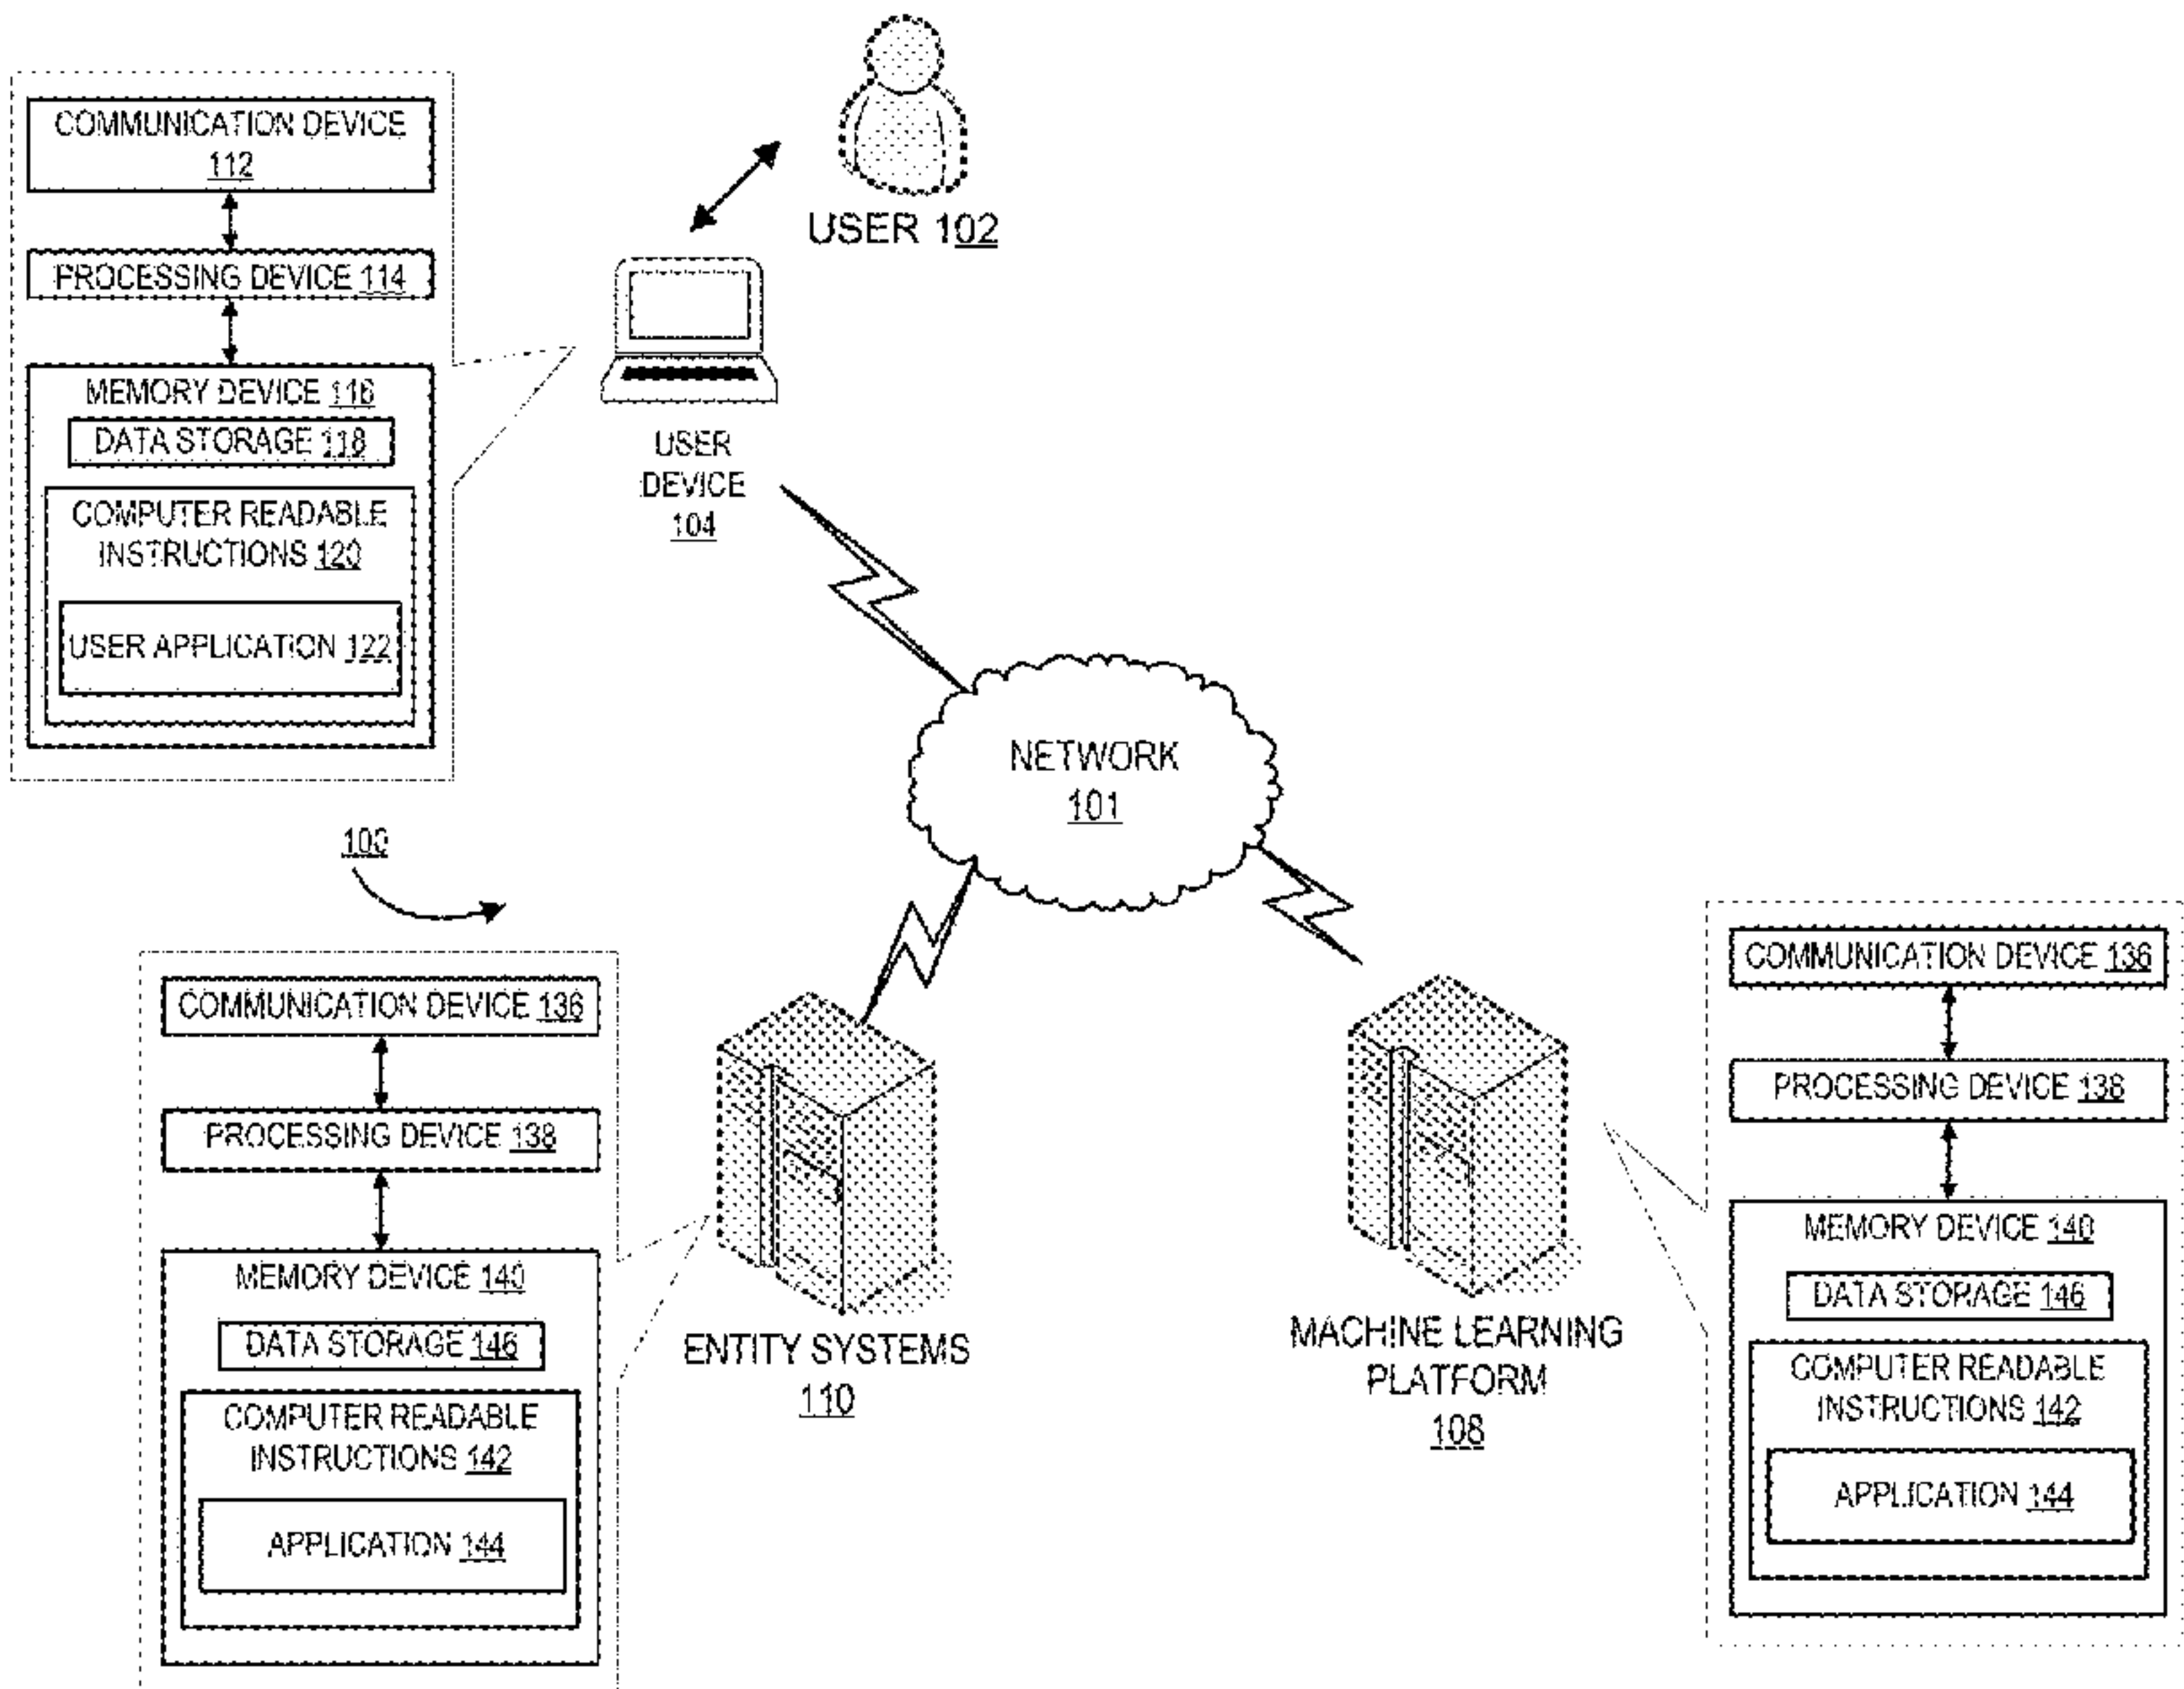 COMMUNICATION DEVICE
112
PROCESSING DEVICE 114
MEMORY DEVICE 116
DATA STORAGE 118
COMPUTER READABLE
INSTRUCTIONS 120
USER APPLICATION 122
USER 102
USER
DEVICE
104
NETWORK
101
100
COMMUNICATION DEVICE 136
PROCESSING DEVICE 138
MEMORY DEVICE 140
DATA STORAGE 146
COMPUTER READABLE
INSTRUCTIONS 142
APPLICATION 144
ENTITY SYSTEMS
110
MACHINE LEARNING
PLATFORM
108
COMMUNICATION DEVICE 136
PROCESSING DEVICE 138
MEMORY DEVICE 140
DATA STORAGE 146
COMPUTER READABLE
INSTRUCTIONS 142
APPLICATION 144